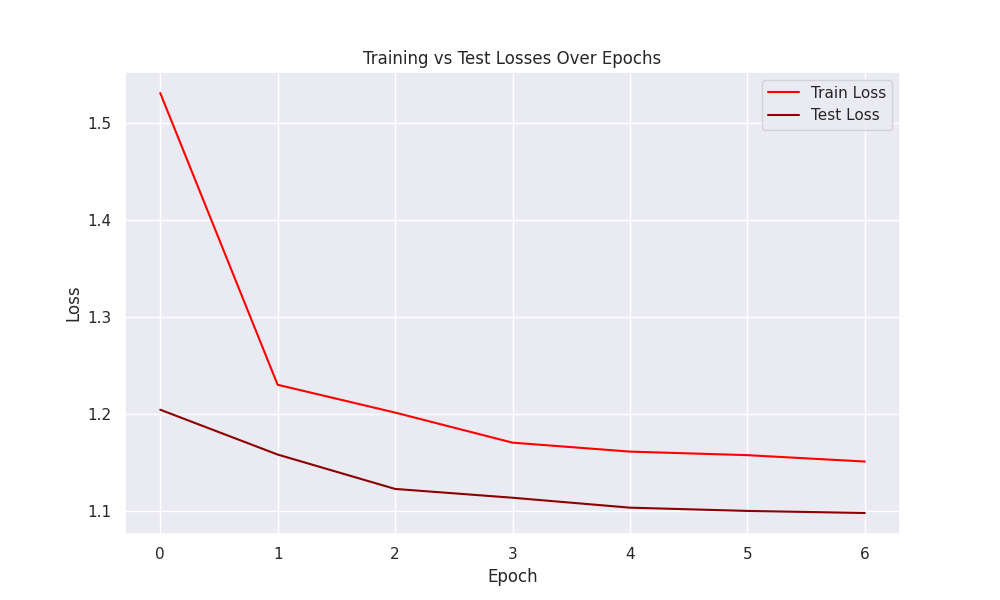 Training vs Test Losses Over Epochs
Train Loss
Test Loss
1.5
1.4
1.3
1.2
1.1
Loss
0 1 2 3 4 5 6
Epoch